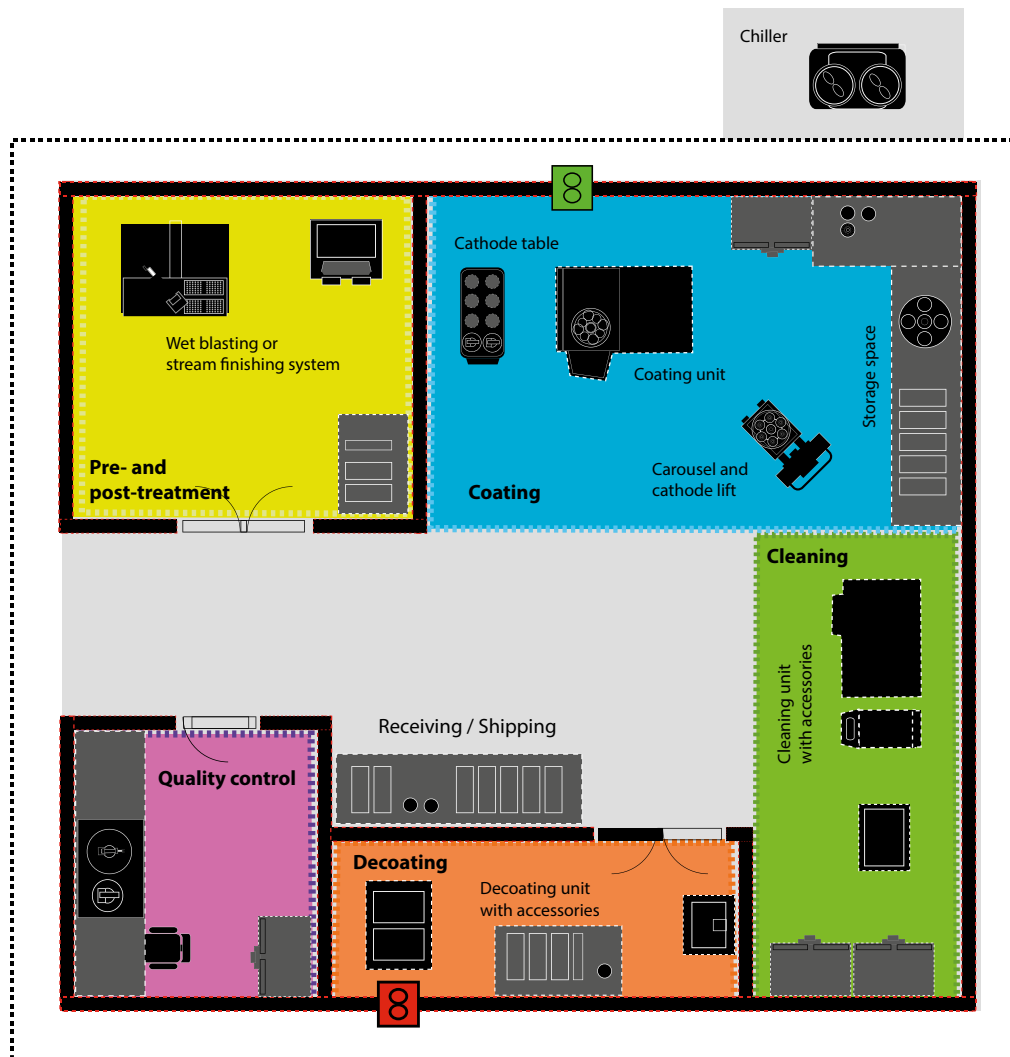 Chiller
Cathode table
Wet blasting or
stream finishing system
Coating unit
Storage space
Pre- and
post-treatment
Coating
Carousel and
cathode lift
Cleaning
Cleaning unit
with accessories
Receiving / Shipping
Quality control
Decoating
Decoating unit
with accessories